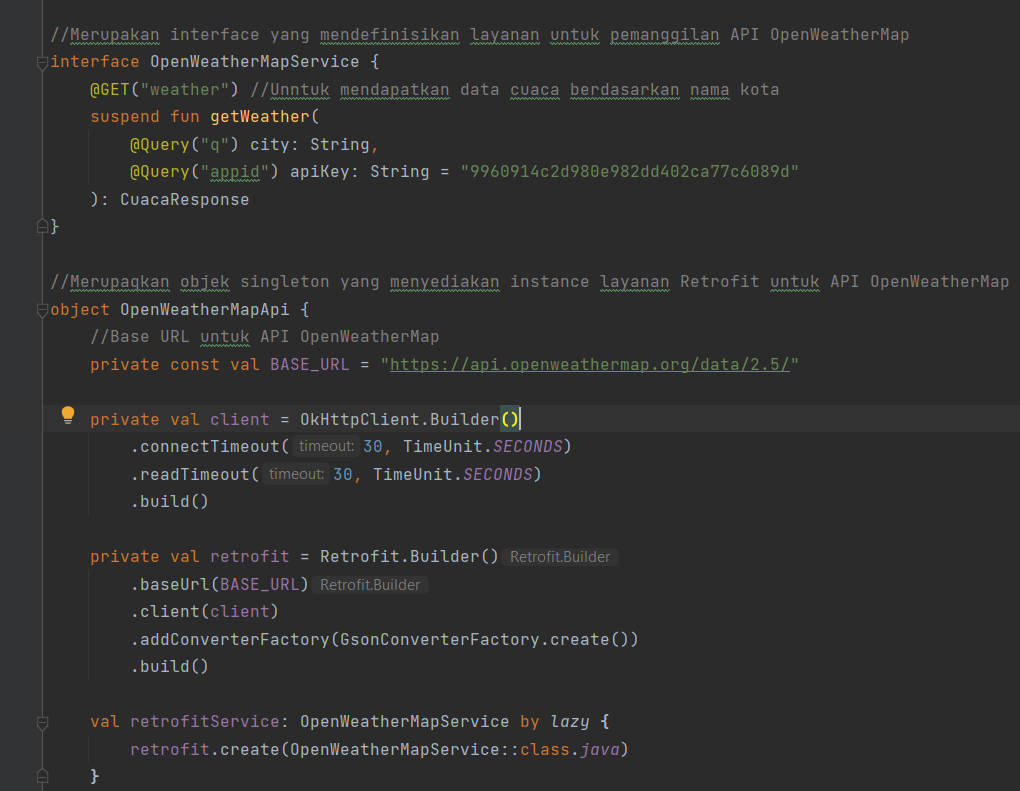 //Merupakan interface yang mendefinisikan layanan untuk pemanggilan API OpenWeatherMap
interface OpenWeatherMapService {
@GET("weather") //Unntuk mendapatkan data cuaca berdasarkan nama kota
suspend fun getWeather(
@Query("q") city: String,
@Query("appid") apiKey: String = "9960914c2d980e982dd402ca77c6089d"
): CuacaResponse
}
//Merupaqkan objek singleton yang menyediakan instance layanan Retrofit untuk API OpenWeatherMap
object OpenWeatherMapApi {
//Base URL untuk API OpenWeatherMap
private const val BASE_URL = "https://api.openweathermap.org/data/2.5/"
private val client = OkHttpClient.Builder()
.connectTimeout( timeout: 30, TimeUnit.SECONDS)
.readTimeout( timeout: 30, TimeUnit.SECONDS)
.build()
private val retrofit = Retrofit.Builder() Retrofit.Builder
.baseUrl(BASE_URL) Retrofit.Builder
.client(client)
.addConverterFactory(GsonConverterFactory.create())
.build()
val retrofitService: OpenWeatherMapService by lazy {
retrofit.create(OpenWeatherMapService::class.java)
}